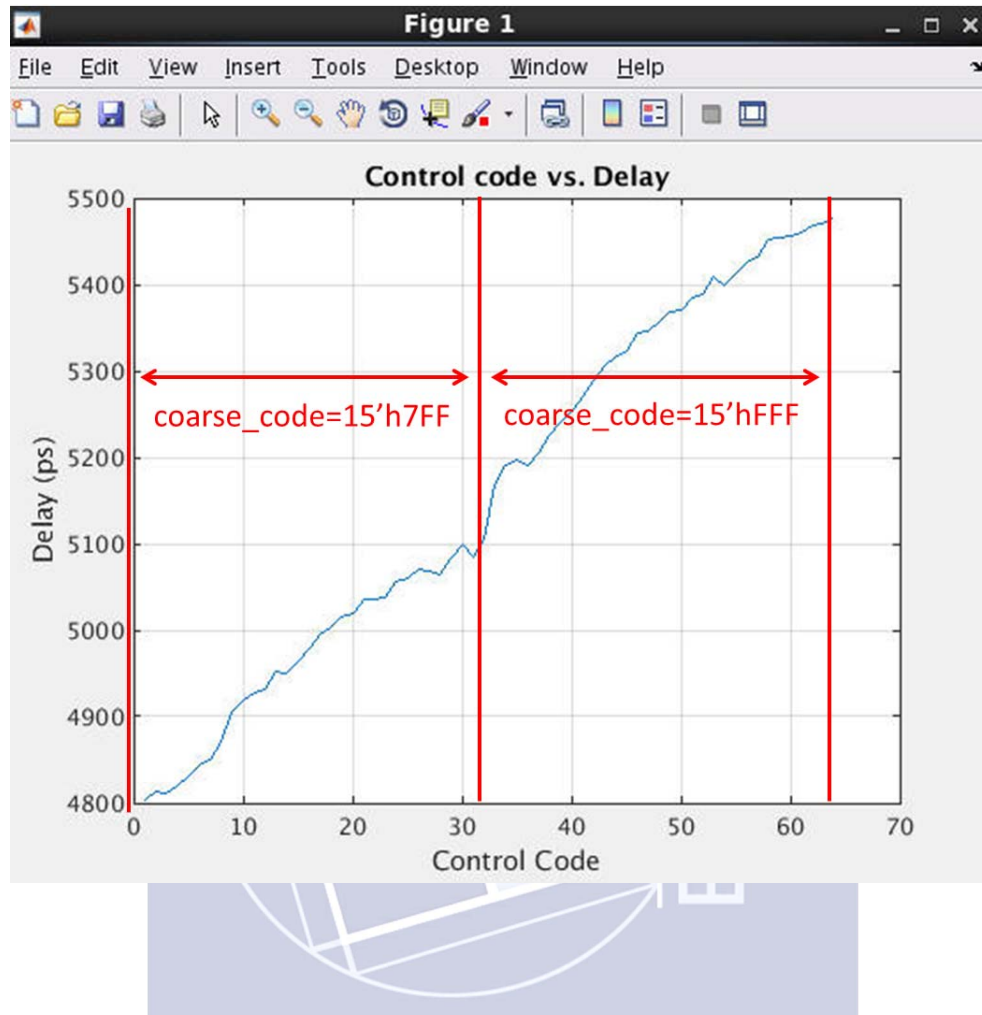 Figure 1
File Edit View Insert Tools Desktop Window Help
Control code vs. Delay
5500
5400
5300
coarse_code=15’h7FF coarse_code=15’hFFF
5200
Delay (ps)
5100
5000
4900
4800
0 10 20 30 40 50 60 70
Control Code